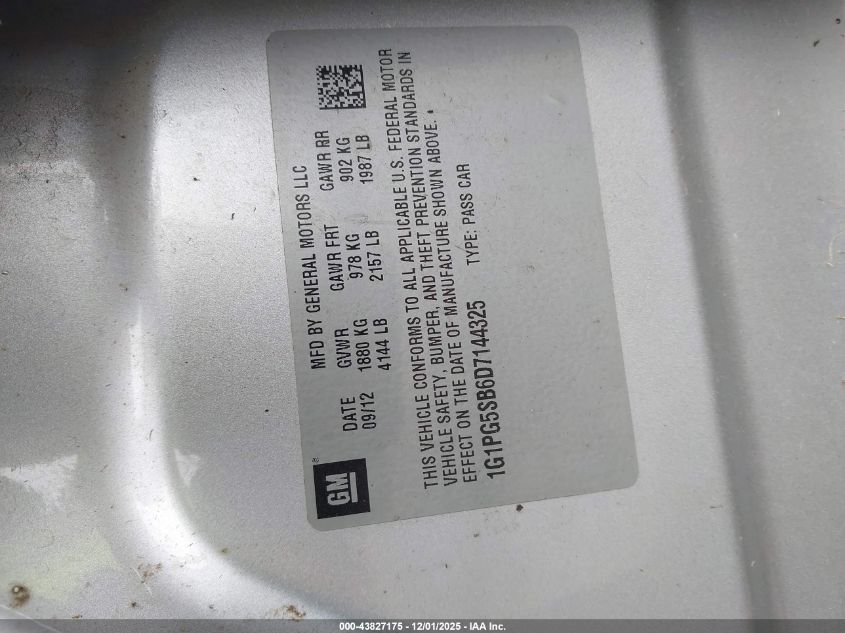 GM®
MFD BY GENERAL MOTORS LLC
DATE GVWR GAWR FRT GAWR RR
09/12 1880 KG 978 KG 902 KG
4144 LB 2157 LB 1987 LB
THIS VEHICLE CONFORMS TO ALL APPLICABLE U.S. FEDERAL MOTOR
VEHICLE SAFETY, BUMPER, AND THEFT PREVENTION STANDARDS IN
EFFECT ON THE DATE OF MANUFACTURE SHOWN ABOVE.
1G1PG5SB6D7144325 TYPE: PASS CAR
000-43827175 - 12/01/2025 - IAA Inc.